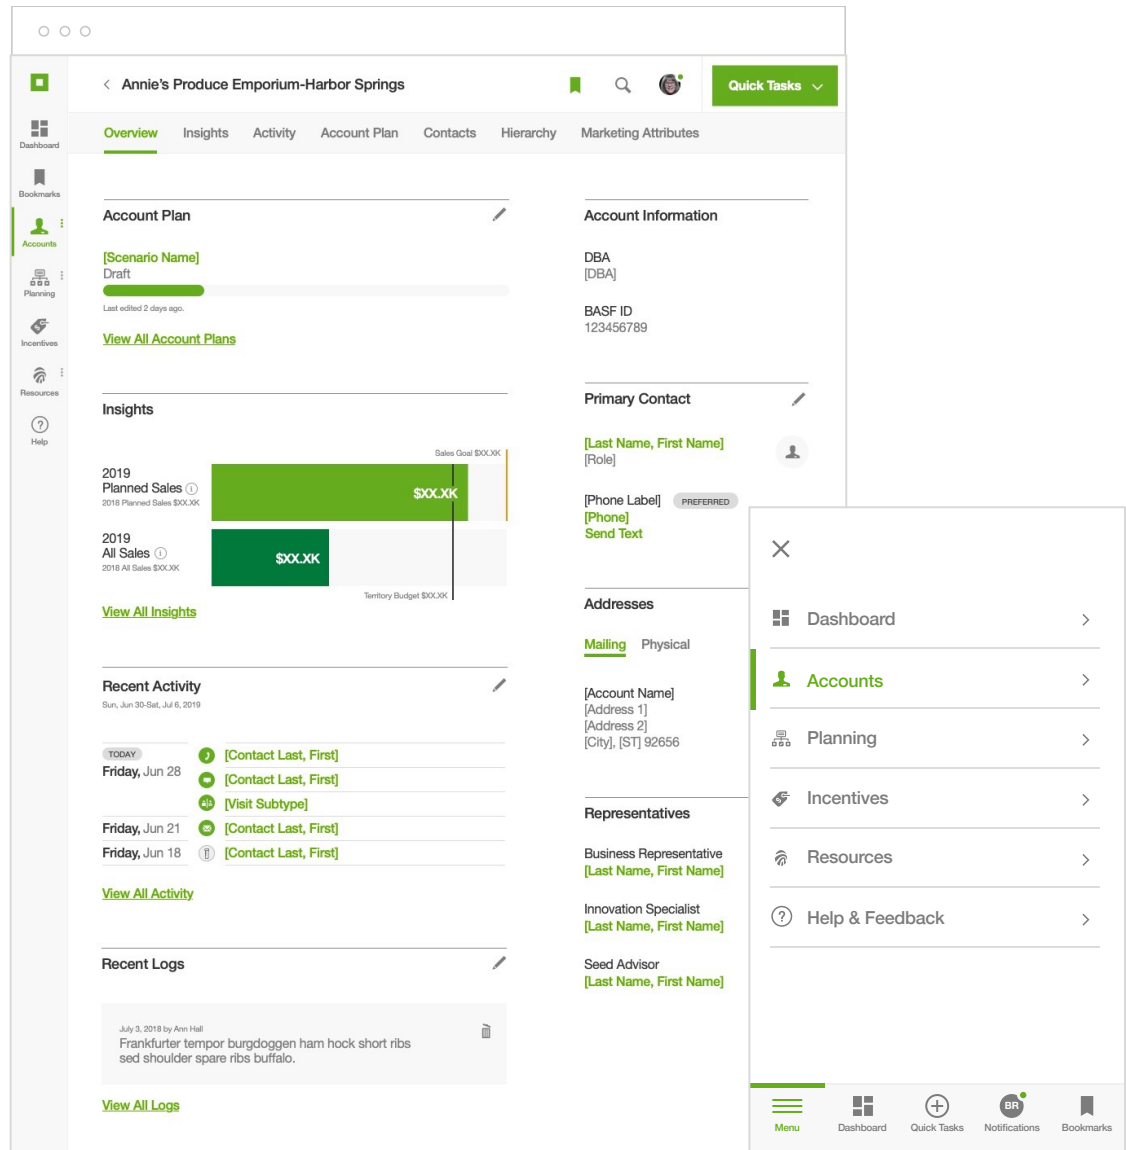 Annie's Produce Emporium-Harbor Springs
Quick Tasks
Dashboard
Bookmarks
Accounts
Planning
Incentives
Resources
Help
Overview
Insights
Activity
Account Plan
Contacts
Hierarchy
Marketing Attributes
Account Plan
[Scenario Name]
Draft
Last edited 2 days ago.
View All Account Plans
Insights
Sales Goal $XX.XK
2019
Planned Sales
2018 Planned Sales $XX.XK
$XX.XK
2019
All Sales
2018 All Sales $XX.XK
$XX.XK
Territory Budget $XX.XK
View All Insights
Recent Activity
Sun, Jun 30-Sat, Jul 6, 2019
TODAY
Friday, Jun 28
[Contact Last, First]
[Contact Last, First]
[Visit Subtype]
Friday, Jun 21
[Contact Last, First]
Friday, Jun 18
[Contact Last, First]
View All Activity
Recent Logs
July 3, 2018 by Ann Hall
Frankfurter tempor burgdoggen ham hock short ribs
sed shoulder spare ribs buffalo.
View All Logs
Account Information
DBA
[DBA]
BASF ID
123456789
Primary Contact
[Last Name, First Name]
[Role]
[Phone Label] PREFERRED
[Phone]
Send Text
Addresses
Mailing
Physical
[Account Name]
[Address 1]
[Address 2]
[City], [ST] 92656
Representatives
Business Representative
[Last Name, First Name]
Innovation Specialist
[Last Name, First Name]
Seed Advisor
[Last Name, First Name]
Dashboard
Accounts
Planning
Incentives
Resources
Help & Feedback
Menu
Dashboard
Quick Tasks
BR
Notifications
Bookmarks